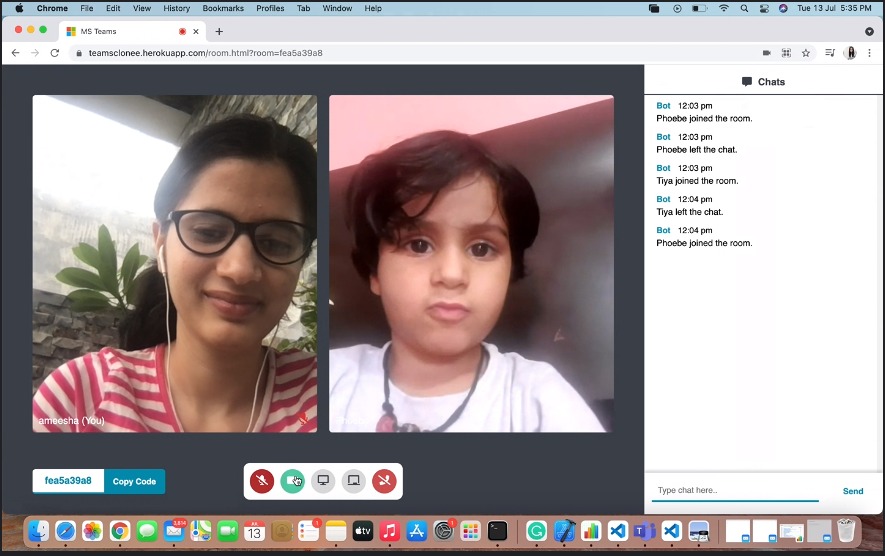 Chrome File Edit View History Bookmarks Profiles Tab Window Help
Tue 13 Jul 5:35 PM
MS Teams
teamsclonee.herokuapp.com/room.html?room=fea5a39a8
Chats
Bot 12:03 pm
Phoebe joined the room.
Bot 12:03 pm
Phoebe left the chat.
Bot 12:03 pm
Tiya joined the room.
Bot 12:04 pm
Tiya left the chat.
Bot 12:04 pm
Phoebe joined the room.
ameesha (You)
fea5a39a8
Copy Code
Type chat here..
Send
JUL
13
tv